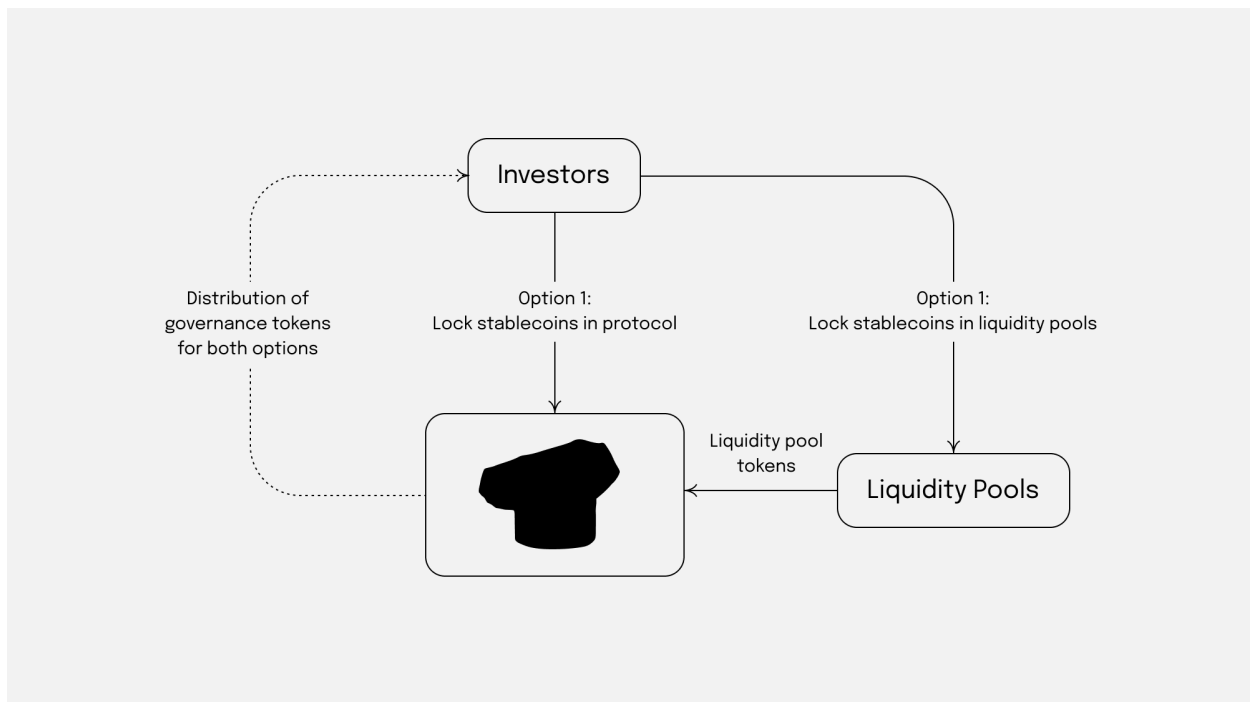 Investors
Distribution of
governance tokens
for both options
Option 1:
Lock stablecoins in protocol
Option 1:
Lock stablecoins in liquidity pools
Liquidity pool
tokens
Liquidity Pools